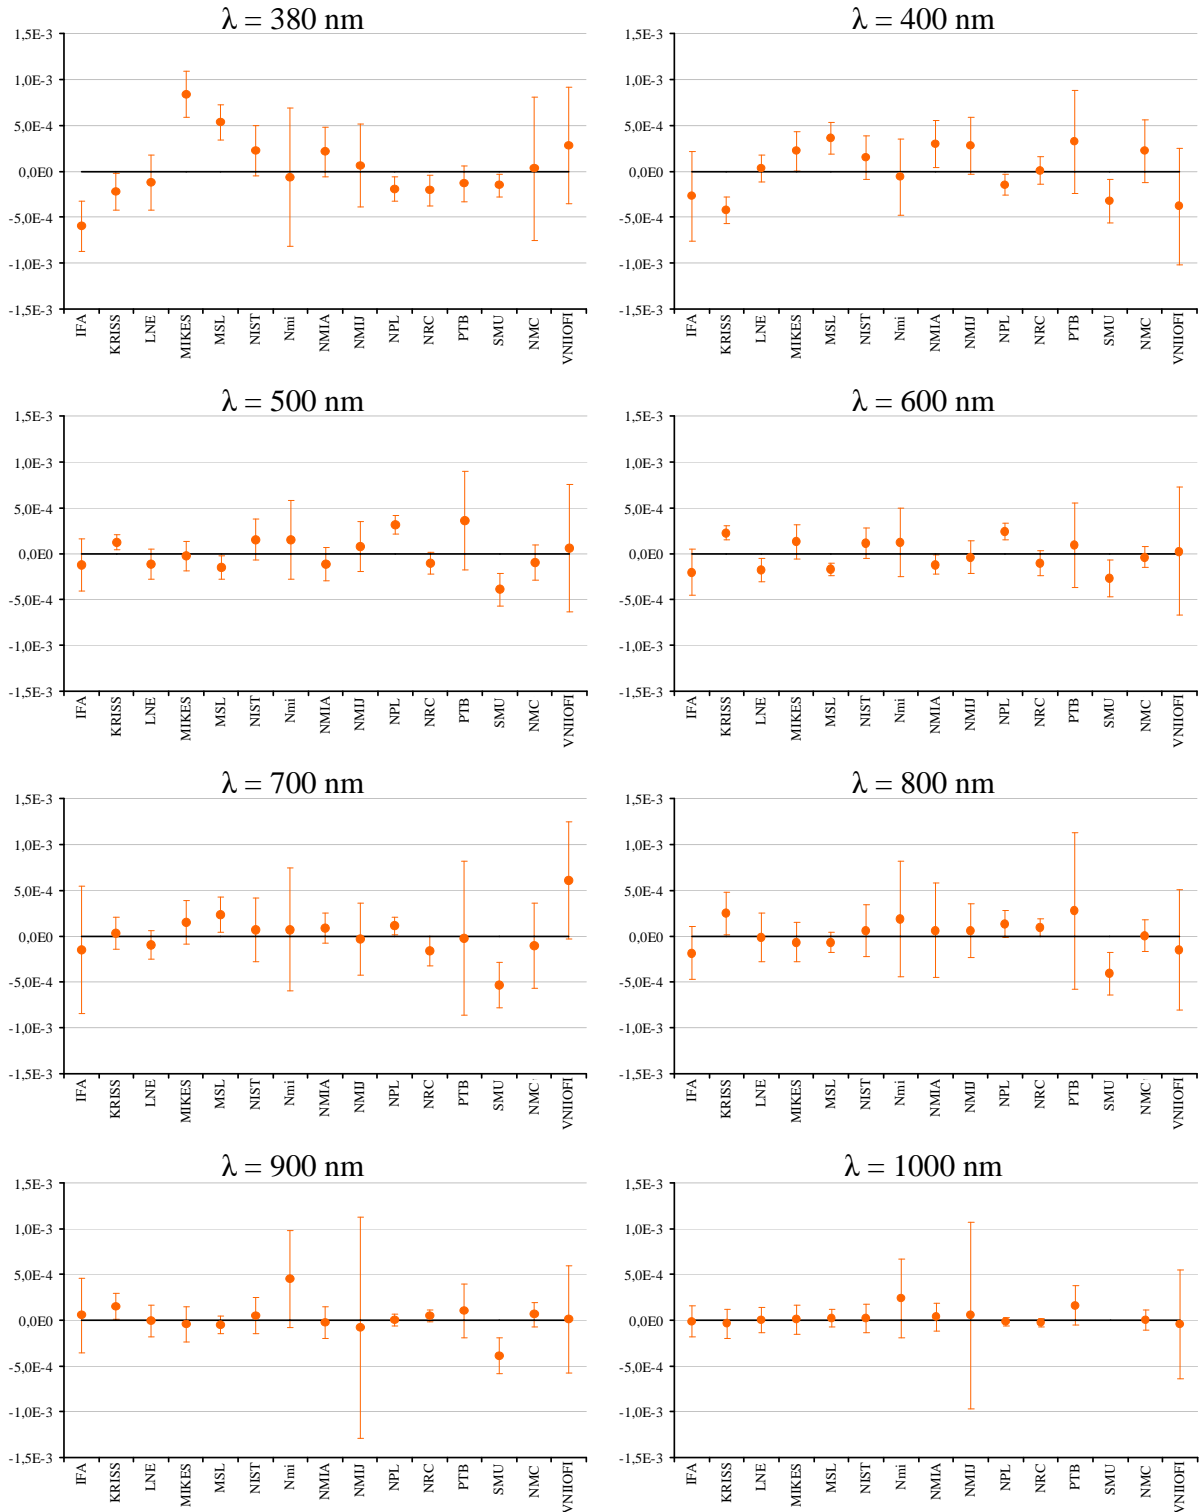 λ = 380 nm
1,5E-3
1,0E-3
5,0E-4
0,0E0
-5,0E-4
-1,0E-3
-1,5E-3
IFA
KRISS
LNE
MIKES
MSL
NIST
Nmi
NMIA
NMIJ
NPL
NRC
PTB
SMU
NMC
VNIIOFI
λ = 400 nm
1,5E-3
1,0E-3
5,0E-4
0,0E0
-5,0E-4
-1,0E-3
-1,5E-3
IFA
KRISS
LNE
MIKES
MSL
NIST
Nmi
NMIA
NMIJ
NPL
NRC
PTB
SMU
NMC
VNIIOFI
λ = 500 nm
1,5E-3
1,0E-3
5,0E-4
0,0E0
-5,0E-4
-1,0E-3
-1,5E-3
IFA
KRISS
LNE
MIKES
MSL
NIST
Nmi
NMIA
NMIJ
NPL
NRC
PTB
SMU
NMC
VNIIOFI
λ = 600 nm
1,5E-3
1,0E-3
5,0E-4
0,0E0
-5,0E-4
-1,0E-3
-1,5E-3
IFA
KRISS
LNE
MIKES
MSL
NIST
Nmi
NMIA
NMIJ
NPL
NRC
PTB
SMU
NMC
VNIIOFI
λ = 700 nm
1,5E-3
1,0E-3
5,0E-4
0,0E0
-5,0E-4
-1,0E-3
-1,5E-3
IFA
KRISS
LNE
MIKES
MSL
NIST
Nmi
NMIA
NMIJ
NPL
NRC
PTB
SMU
NMC
VNIIOFI
λ = 800 nm
1,5E-3
1,0E-3
5,0E-4
0,0E0
-5,0E-4
-1,0E-3
-1,5E-3
IFA
KRISS
LNE
MIKES
MSL
NIST
Nmi
NMIA
NMIJ
NPL
NRC
PTB
SMU
NMC
VNIIOFI
λ = 900 nm
1,5E-3
1,0E-3
5,0E-4
0,0E0
-5,0E-4
-1,0E-3
-1,5E-3
IFA
KRISS
LNE
MIKES
MSL
NIST
Nmi
NMIA
NMIJ
NPL
NRC
PTB
SMU
NMC
VNIIOFI
λ = 1000 nm
1,5E-3
1,0E-3
5,0E-4
0,0E0
-5,0E-4
-1,0E-3
-1,5E-3
IFA
KRISS
LNE
MIKES
MSL
NIST
Nmi
NMIA
NMIJ
NPL
NRC
PTB
SMU
NMC
VNIIOFI